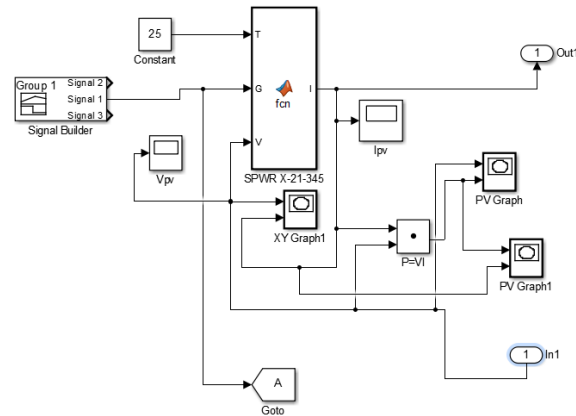 25
Constant
T
G
V
fcn
I
SPWR X-21-345
1
Out1
Group 1
Signal 2
Signal 1
Signal 3
Signal Builder
Vpv
Ipv
XY Graph1
P=VI
PV Graph
PV Graph1
1
In1
A
Goto